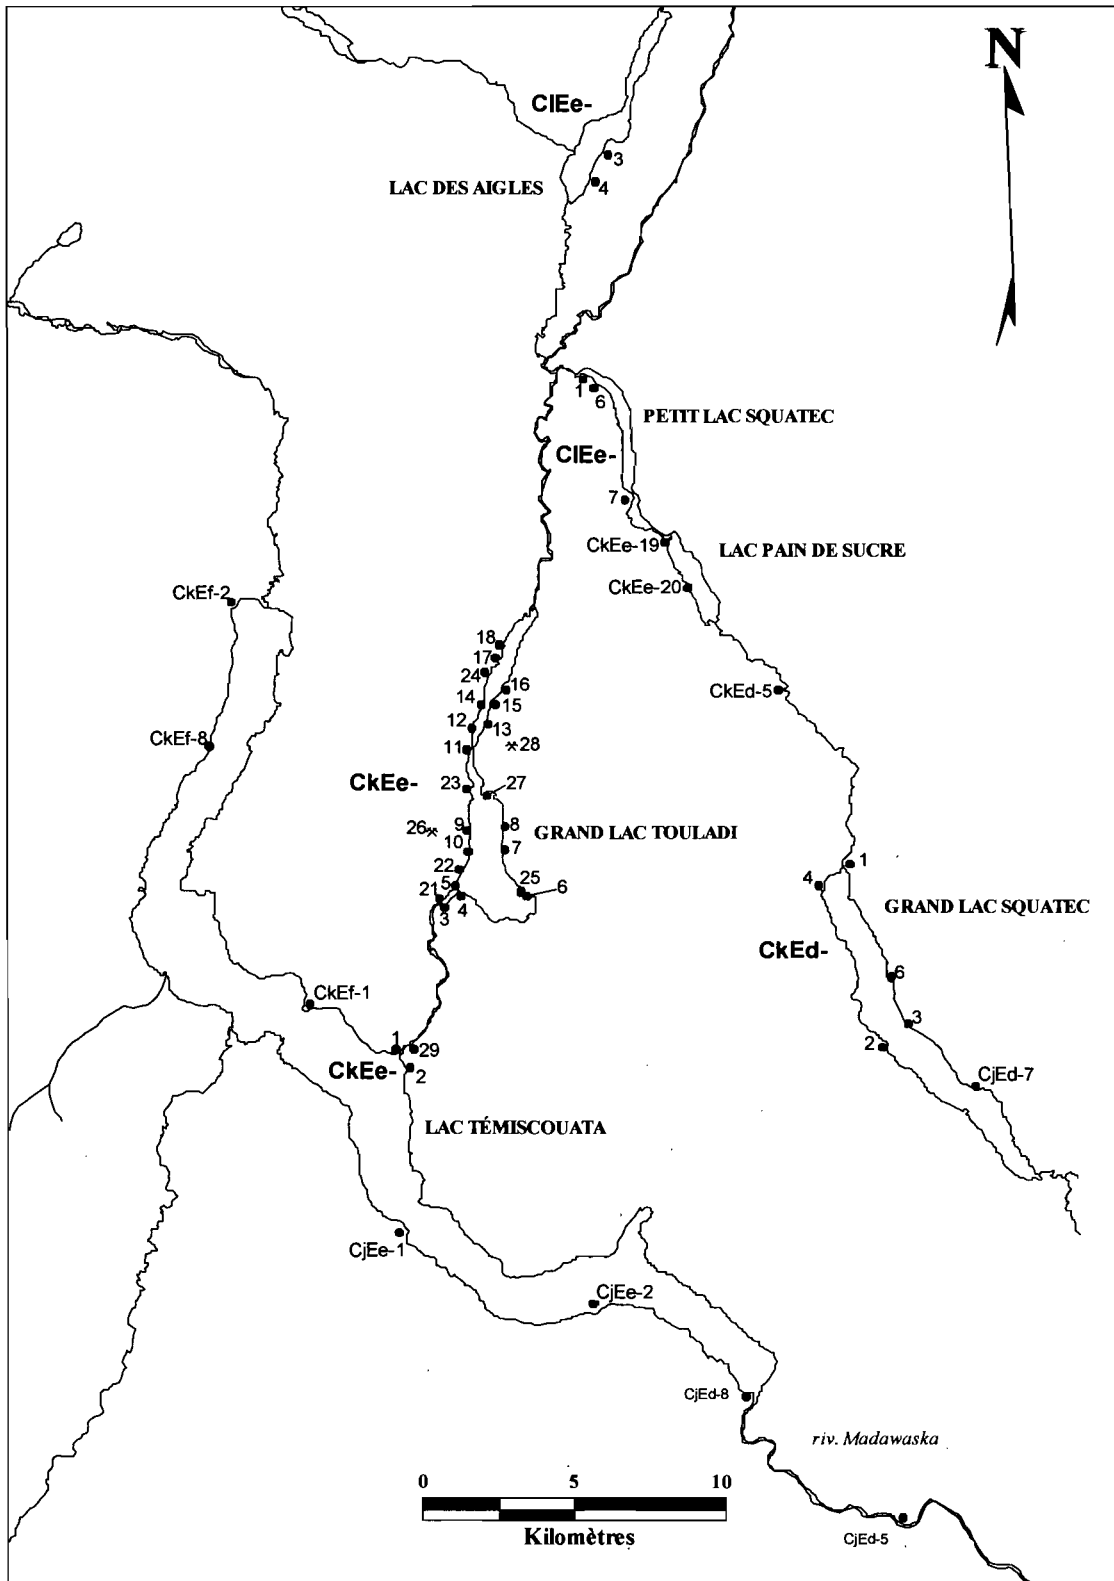 N
ClEe-
3
LAC DES AIGLES
4
1
6
PETIT LAC SQUATEC
ClEe-
7
CkEe-19
LAC PAIN DE SUCRE
CkEe-20
CkEf-2
18
17
24
16
CkEd-5
14
15
12
13
CkEf-8
11
28
CkEe-
23
27
26
9
8
GRAND LAC TOULADI
10
7
22
1
5
25
4
21
6
3
4
GRAND LAC SQUATEC
CkEd-
6
CkEf-1
3
1
29
2
CkEe-
2
CjEd-7
LAC TÉMISCOUATA
CjEe-1
CjEe-2
CjEd-8
riv. Madawaska
0 5 10
Kilomètres
CjEd-5